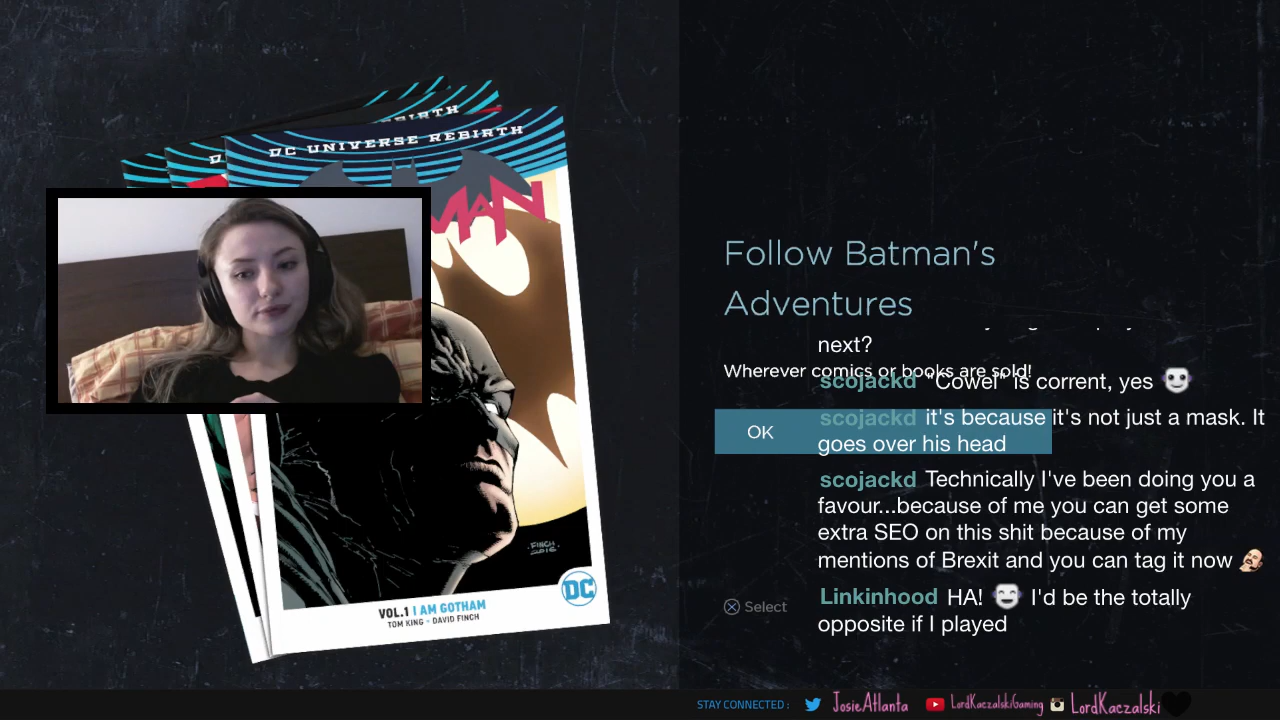 REBIRTH
DC UNIVERSE REBIRTH
MAN
FINCH
2016
DC
VOL.1 I AM GOTHAM
TOM KING • DAVID FINCH
Follow Batman's
Adventures
next?
Wherever comics or books are sold!
scojackd "Cowel" is corrent, yes
OK
scojackd it's because it's not just a mask. It
goes over his head
scojackd Technically I've been doing you a
favour...because of me you can get some
extra SEO on this shit because of my
mentions of Brexit and you can tag it now
Linkinhood HA! I'd be the totally
opposite if I played
Select
STAY CONNECTED : JosieAtlanta LordKaczalskiGaming LordKaczalski